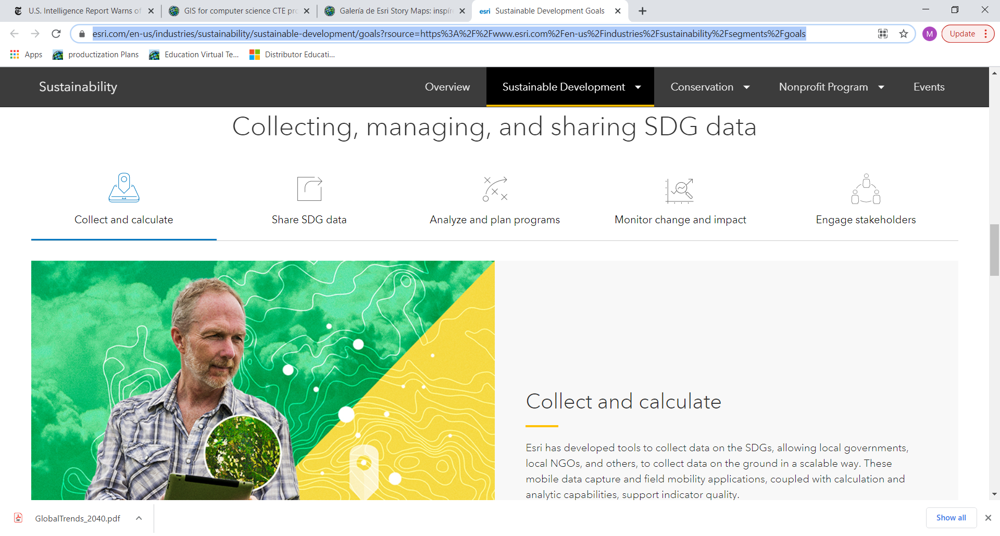 U.S. Intelligence Report Warns of
GIS for computer science CTE pro
Galería de Esri Story Maps: inspír
esri Sustainable Development Goals
esri.com/en-us/industries/sustainability/sustainable-development/goals?rsource=https%3A%2F%2Fwww.esri.com%2Fen-us%2Findustries%2Fsustainability%2Fsegments%2Fgoals
M
Update
Apps
productization Plans
Education Virtual Te...
Distributor Educati...
Sustainability
Overview
Sustainable Development
Conservation
Nonprofit Program
Events
Collecting, managing, and sharing SDG data
Collect and calculate
Share SDG data
Analyze and plan programs
Monitor change and impact
Engage stakeholders
Collect and calculate
Esri has developed tools to collect data on the SDGs, allowing local governments,
local NGOs, and others, to collect data on the ground in a scalable way. These
mobile data capture and field mobility applications, coupled with calculation and
analytic capabilities, support indicator quality.
GlobalTrends_2040.pdf
Show all